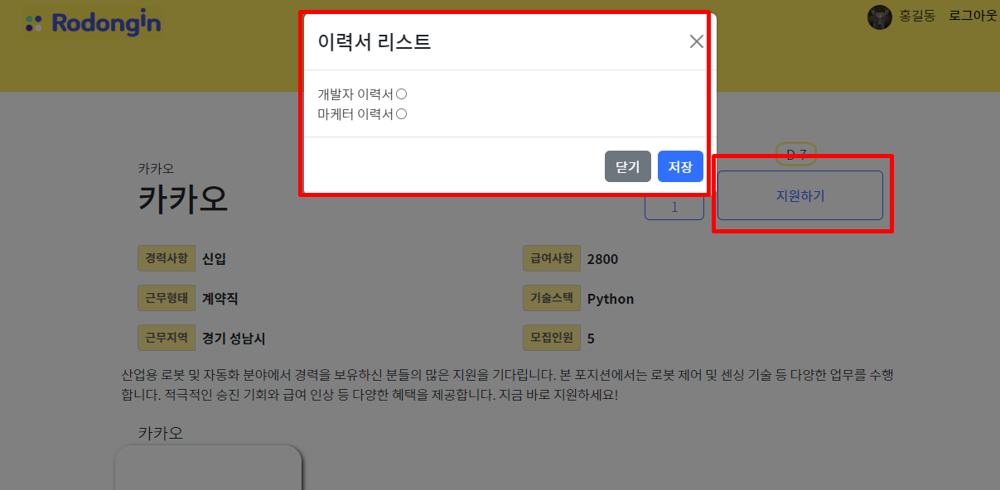 Rodongin
홍길동 로그아웃
이력서 리스트
개발자 이력서
마케터 이력서
닫기 저장
D-7
카카오
카카오
1
지원하기
경력사항 신입
급여사항 2800
근무형태 계약직
기술스택 Python
근무지역 경기 성남시
모집인원 5
산업용 로봇 및 자동화 분야에서 경력을 보유하신 분들의 많은 지원을 기다립니다. 본 포지션에서는 로봇 제어 및 센싱 기술 등 다양한 업무를 수행
합니다. 적극적인 승진 기회와 급여 인상 등 다양한 혜택을 제공합니다. 지금 바로 지원하세요!
카카오